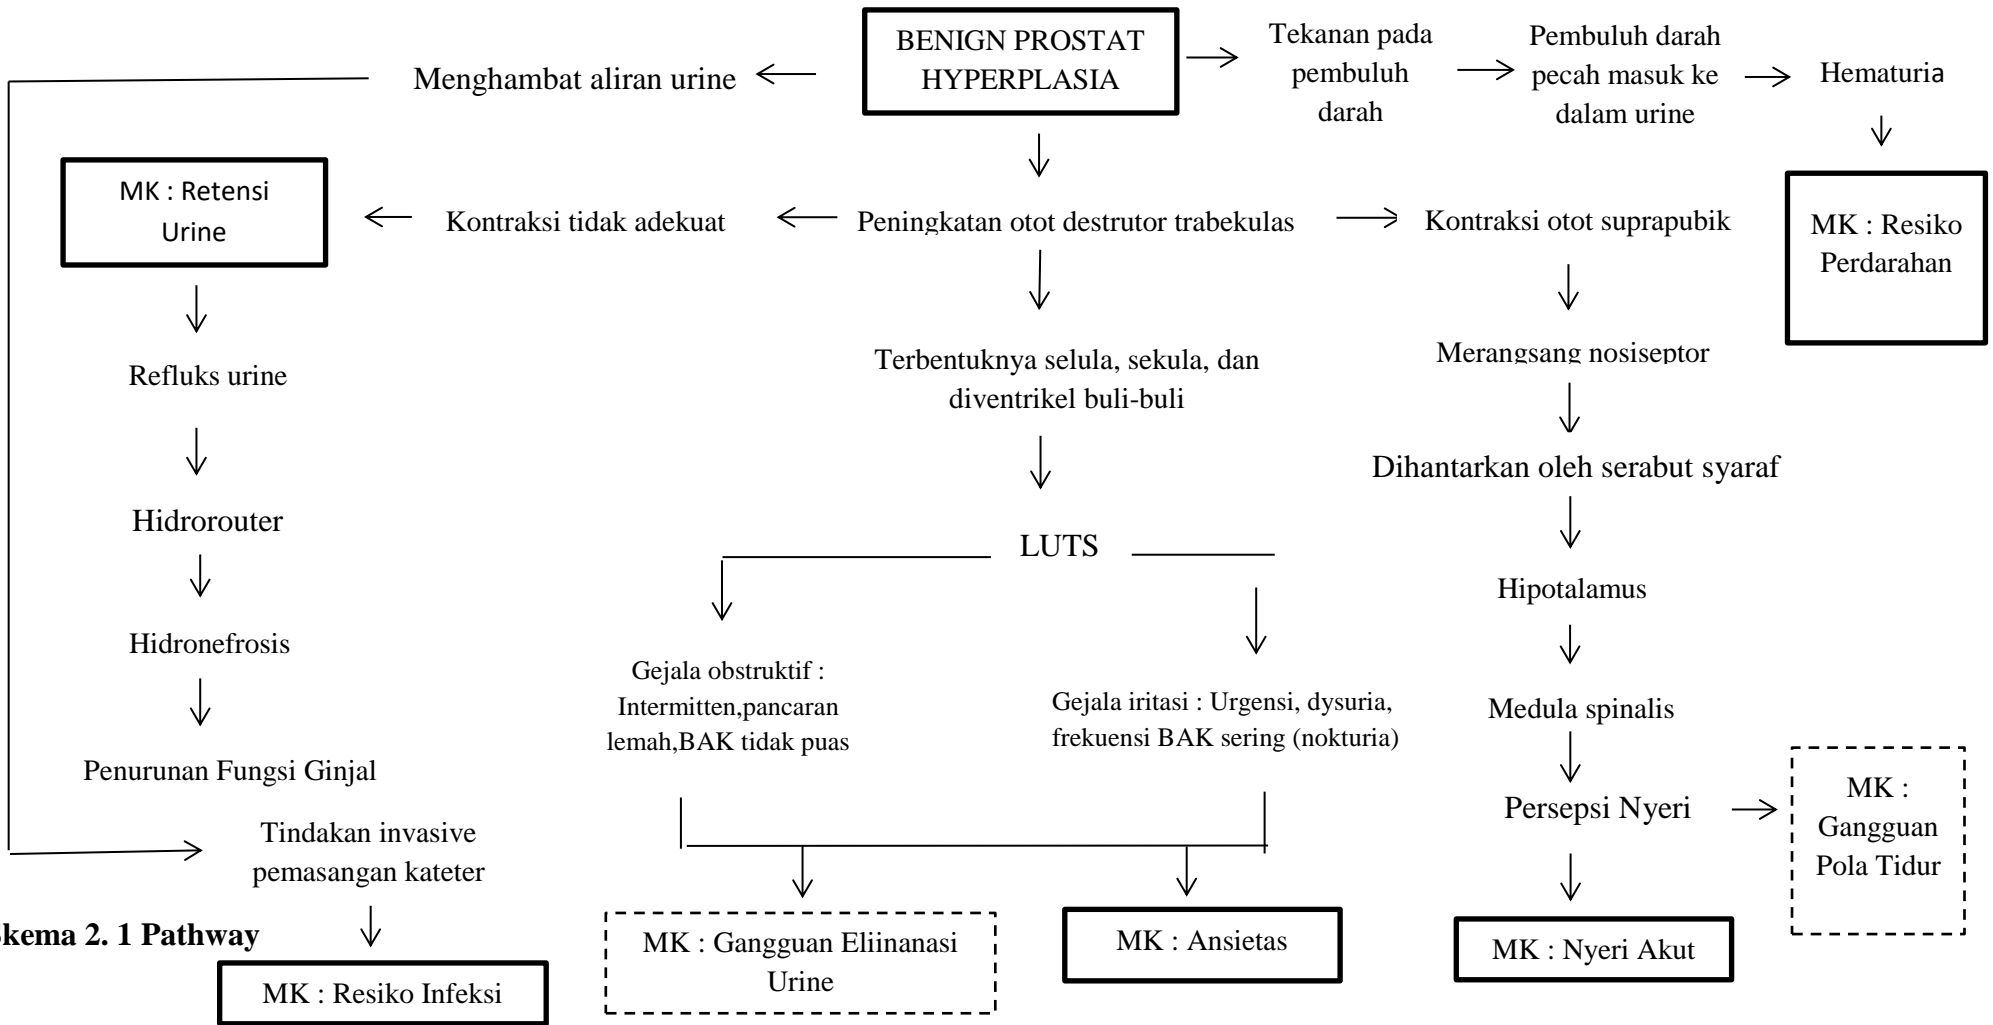 BENIGN PROSTAT
HYPERPLASIA
Tekanan pada
pembuluh
darah
Pembuluh darah
pecah masuk ke
dalam urine
Hematuria
Menghambat aliran urine
MK : Retensi
Urine
Kontraksi tidak adekuat
Peningkatan otot destrutor trabekulas
Kontraksi otot suprapubik
MK : Resiko
Perdarahan
Refluks urine
Terbentuknya selula, sekula, dan
diventrikel buli-buli
Merangsang nosiseptor
Dihantarkan oleh serabut syaraf
Hidrorouter
LUTS
Hipotalamus
Hidronefrosis
Gejala obstruktif :
Intermitten,pancaran
lemah,BAK tidak puas
Gejala iritasi : Urgensi, dysuria,
frekuensi BAK sering (nokturia)
Medula spinalis
Penurunan Fungsi Ginjal
Persepsi Nyeri
MK :
Gangguan
Pola Tidur
Tindakan invasive
pemasangan kateter
kema 2. 1 Pathway
MK : Resiko Infeksi
MK : Gangguan Eliinanasi
Urine
MK : Ansietas
MK : Nyeri Akut